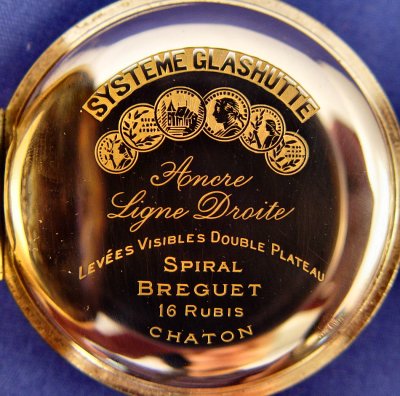 SYSTEME GLASHUTTE
Ancre
Ligne Droite
LEVÉES VISIBLES DOUBLE PLATEAU
SPIRAL
BREGUET
16 RUBIS
CHATON